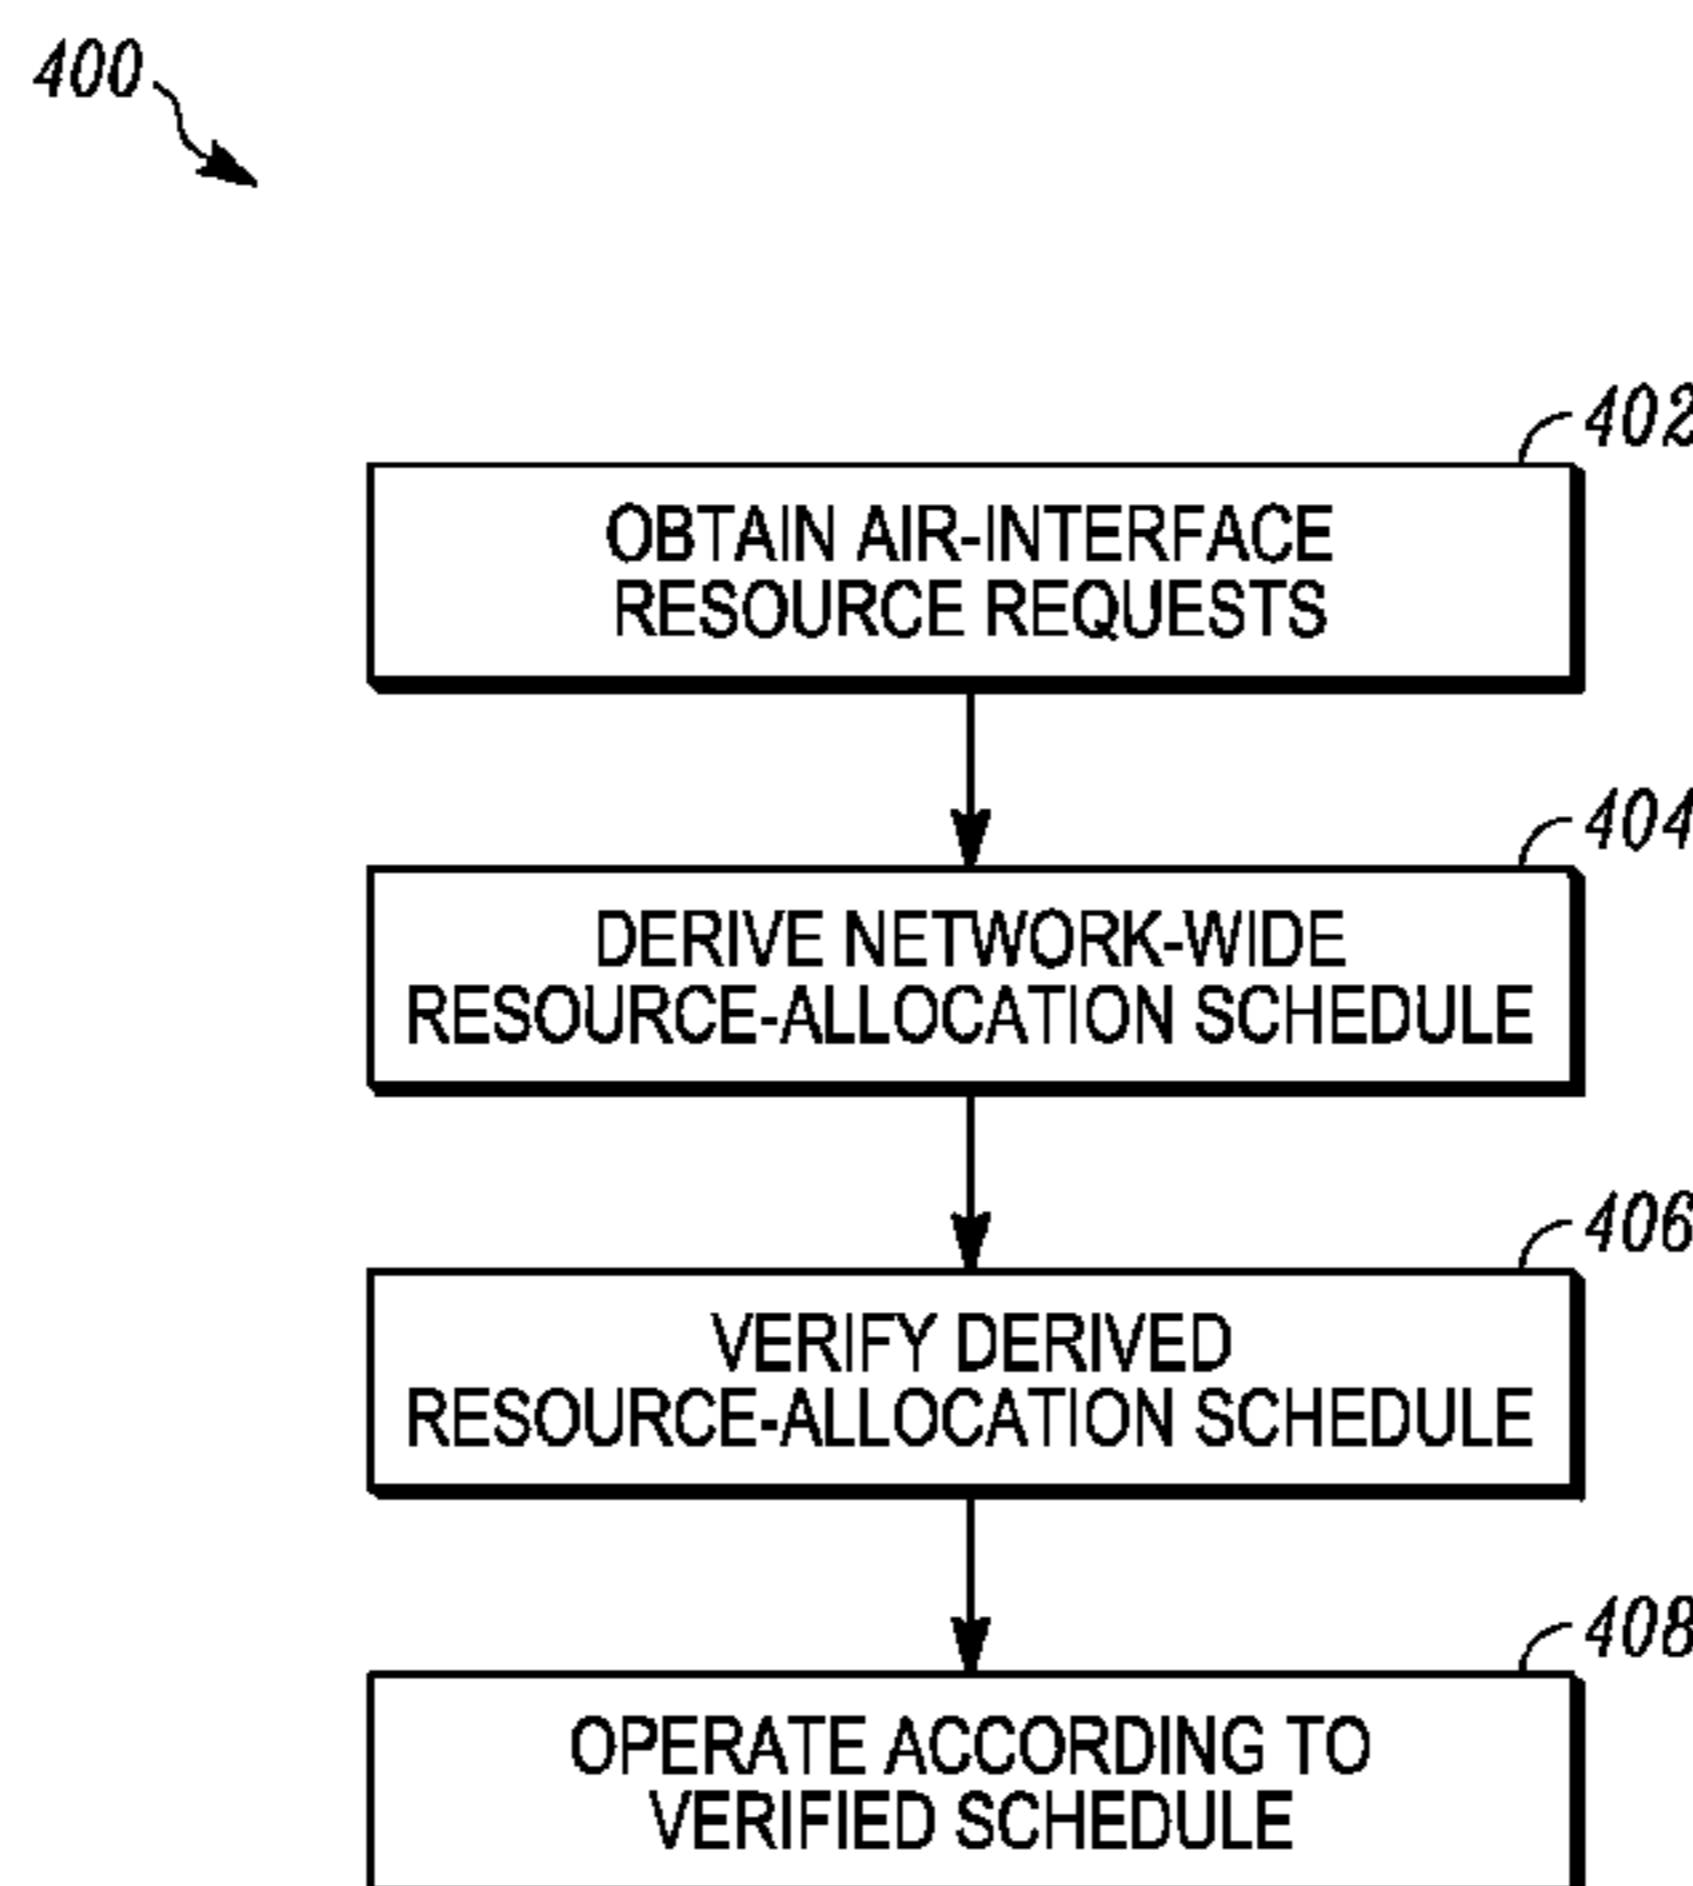 400
402
OBTAIN AIR-INTERFACE
RESOURCE REQUESTS
404
DERIVE NETWORK-WIDE
RESOURCE-ALLOCATION SCHEDULE
406
VERIFY DERIVED
RESOURCE-ALLOCATION SCHEDULE
408
OPERATE ACCORDING TO
VERIFIED SCHEDULE